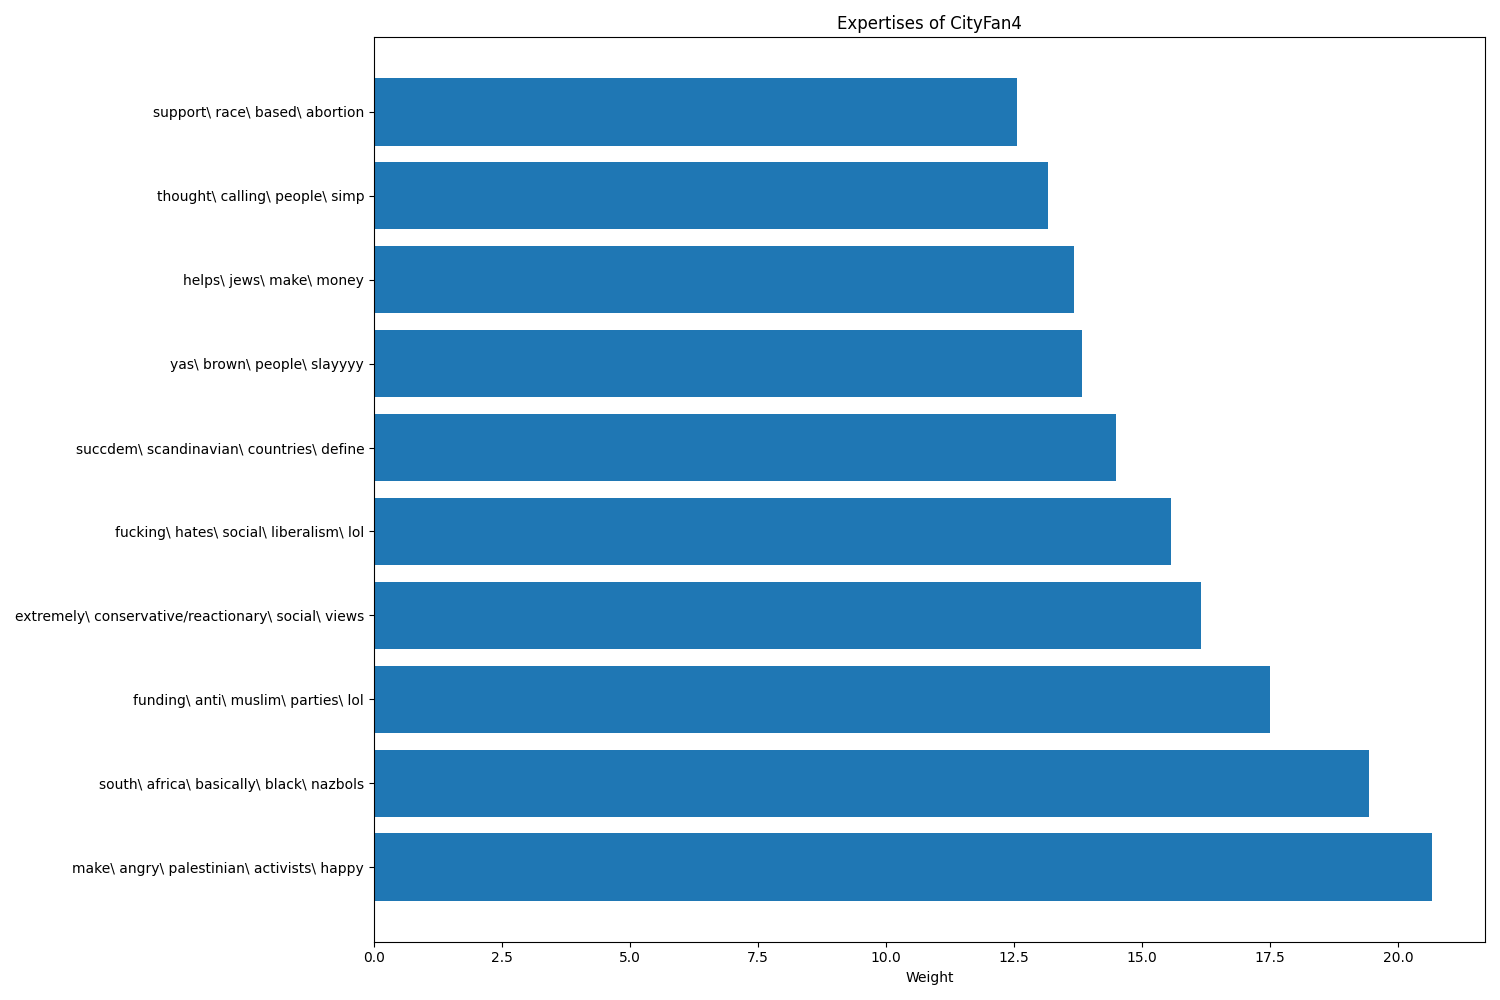 Expertises of CityFan4
support\ race\ based\ abortion
thought\ calling\ people\ simp
helps\ jews\ make\ money
yas\ brown\ people\ slayyyy
succdem\ scandinavian\ countries\ define
fucking\ hates\ social\ liberalism\ lol
extremely\ conservative/reactionary\ social\ views
funding\ anti\ muslim\ parties\ lol
south\ africa\ basically\ black\ nazbols
make\ angry\ palestinian\ activists\ happy
0.0 2.5 5.0 7.5 10.0 12.5 15.0 17.5 20.0
Weight